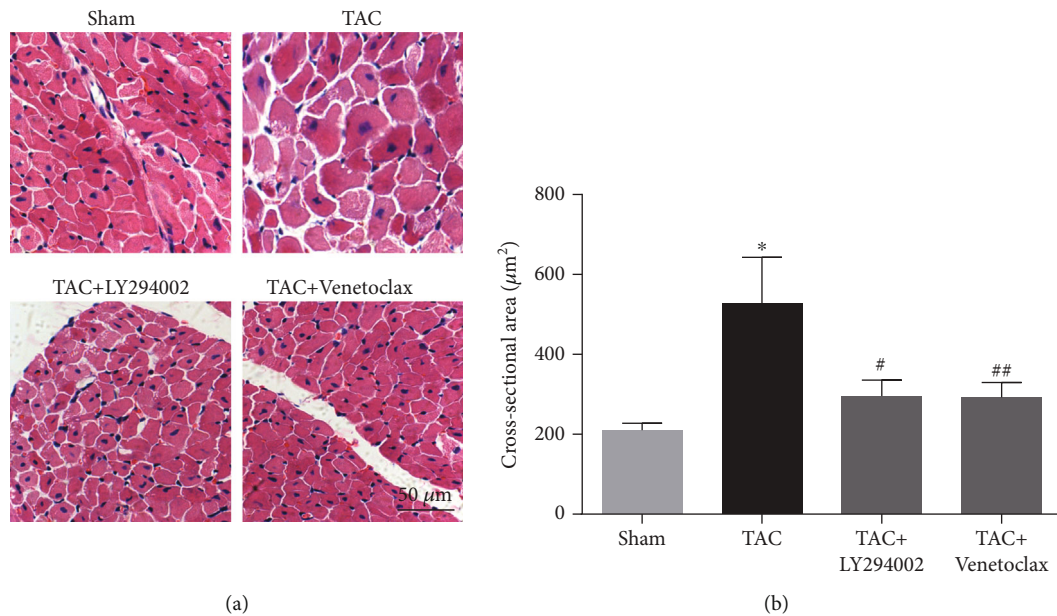 Sham
TAC
TAC+LY294002
TAC+Venetoclax
50 μm
(a)
Cross-sectional area (μm²)
800
600
400
200
0
*
#
##
Sham
TAC
TAC+
LY294002
TAC+
Venetoclax
(b)